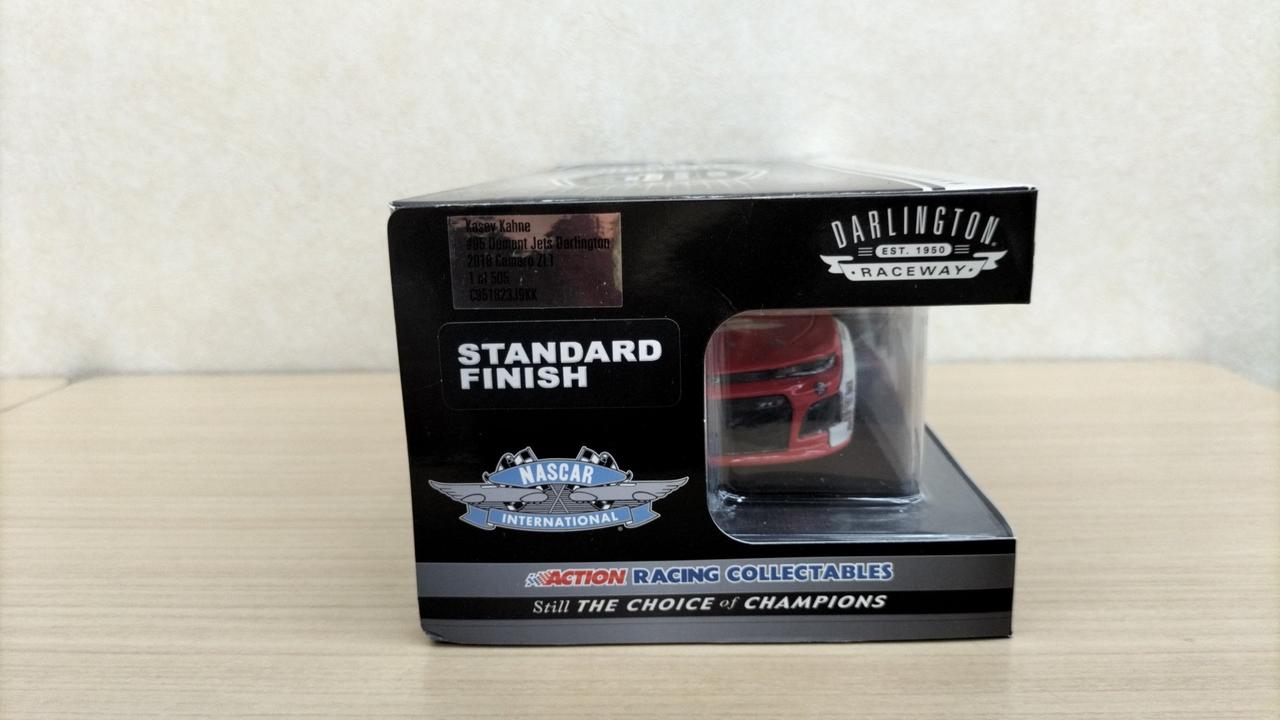 Kasey Kahne
#95 Dumont Jets Darlington
2018 Camaro ZL1
1 of 505
C951823J9KK
DARLINGTON
EST. 1950
RACEWAY
STANDARD
FINISH
NASCAR
INTERNATIONAL
ACTION RACING COLLECTABLES
Still THE CHOICE of CHAMPIONS